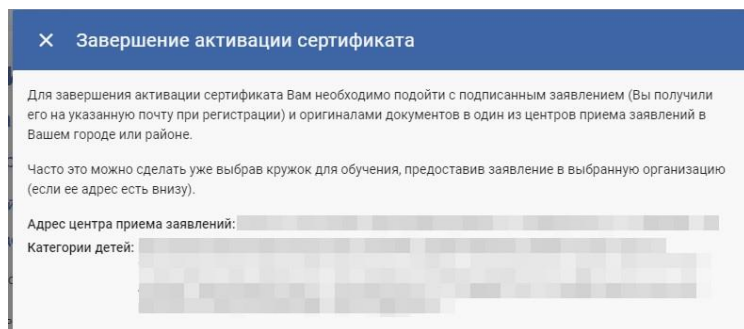 Завершение активации сертификата
Для завершения активации сертификата Вам необходимо подойти с подписанным заявлением (Вы получили
его на указанную почту при регистрации) и оригиналами документов в один из центров приема заявлений в
Вашем городе или районе.
Часто это можно сделать уже выбрав кружок для обучения, предоставив заявление в выбранную организацию
(если ее адрес есть внизу).
Адрес центра приема заявлений:
Категории детей: